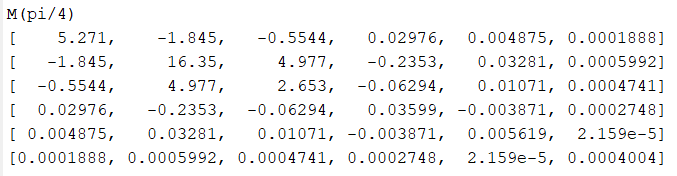 M(pi/4)
[    5.271,    -1.845,   -0.5544,   0.02976,  0.004875, 0.0001888]
[   -1.845,     16.35,     4.977,   -0.2353,   0.03281, 0.0005992]
[  -0.5544,     4.977,     2.653,  -0.06294,   0.01071, 0.0004741]
[  0.02976,   -0.2353,  -0.06294,   0.03599, -0.003871, 0.0002748]
[ 0.004875,   0.03281,   0.01071, -0.003871,  0.005619,  2.159e-5]
[0.0001888, 0.0005992, 0.0004741, 0.0002748,  2.159e-5, 0.0004004]